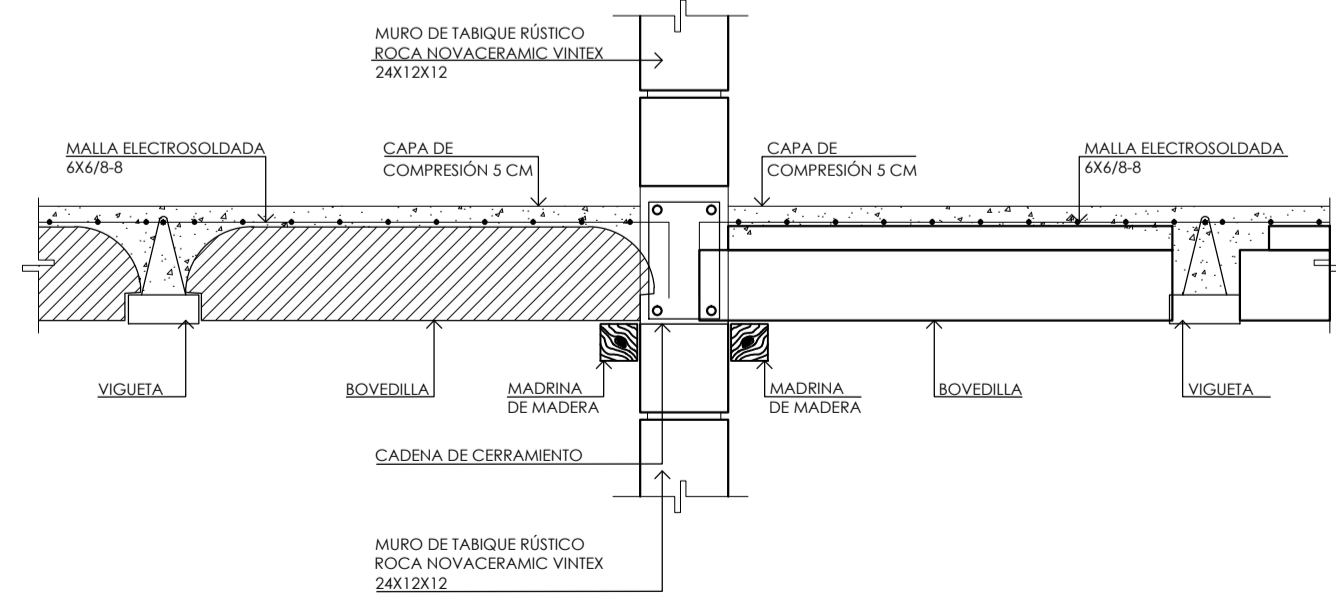 MURO DE TABIQUE RÚSTICO
ROCA NOVACERAMIC VINTEX
24X12X12
MALLA ELECTROSOLDADA
6X6/8-8
CAPA DE
COMPRESIÓN 5 CM
CAPA DE
COMPRESIÓN 5 CM
MALLA ELECTROSOLDADA
6X6/8-8
VIGUETA
BOVEDILLA
MADRINA
DE MADERA
MADRINA
DE MADERA
BOVEDILLA
VIGUETA
CADENA DE CERRAMIENTO
MURO DE TABIQUE RÚSTICO
ROCA NOVACERAMIC VINTEX
24X12X12